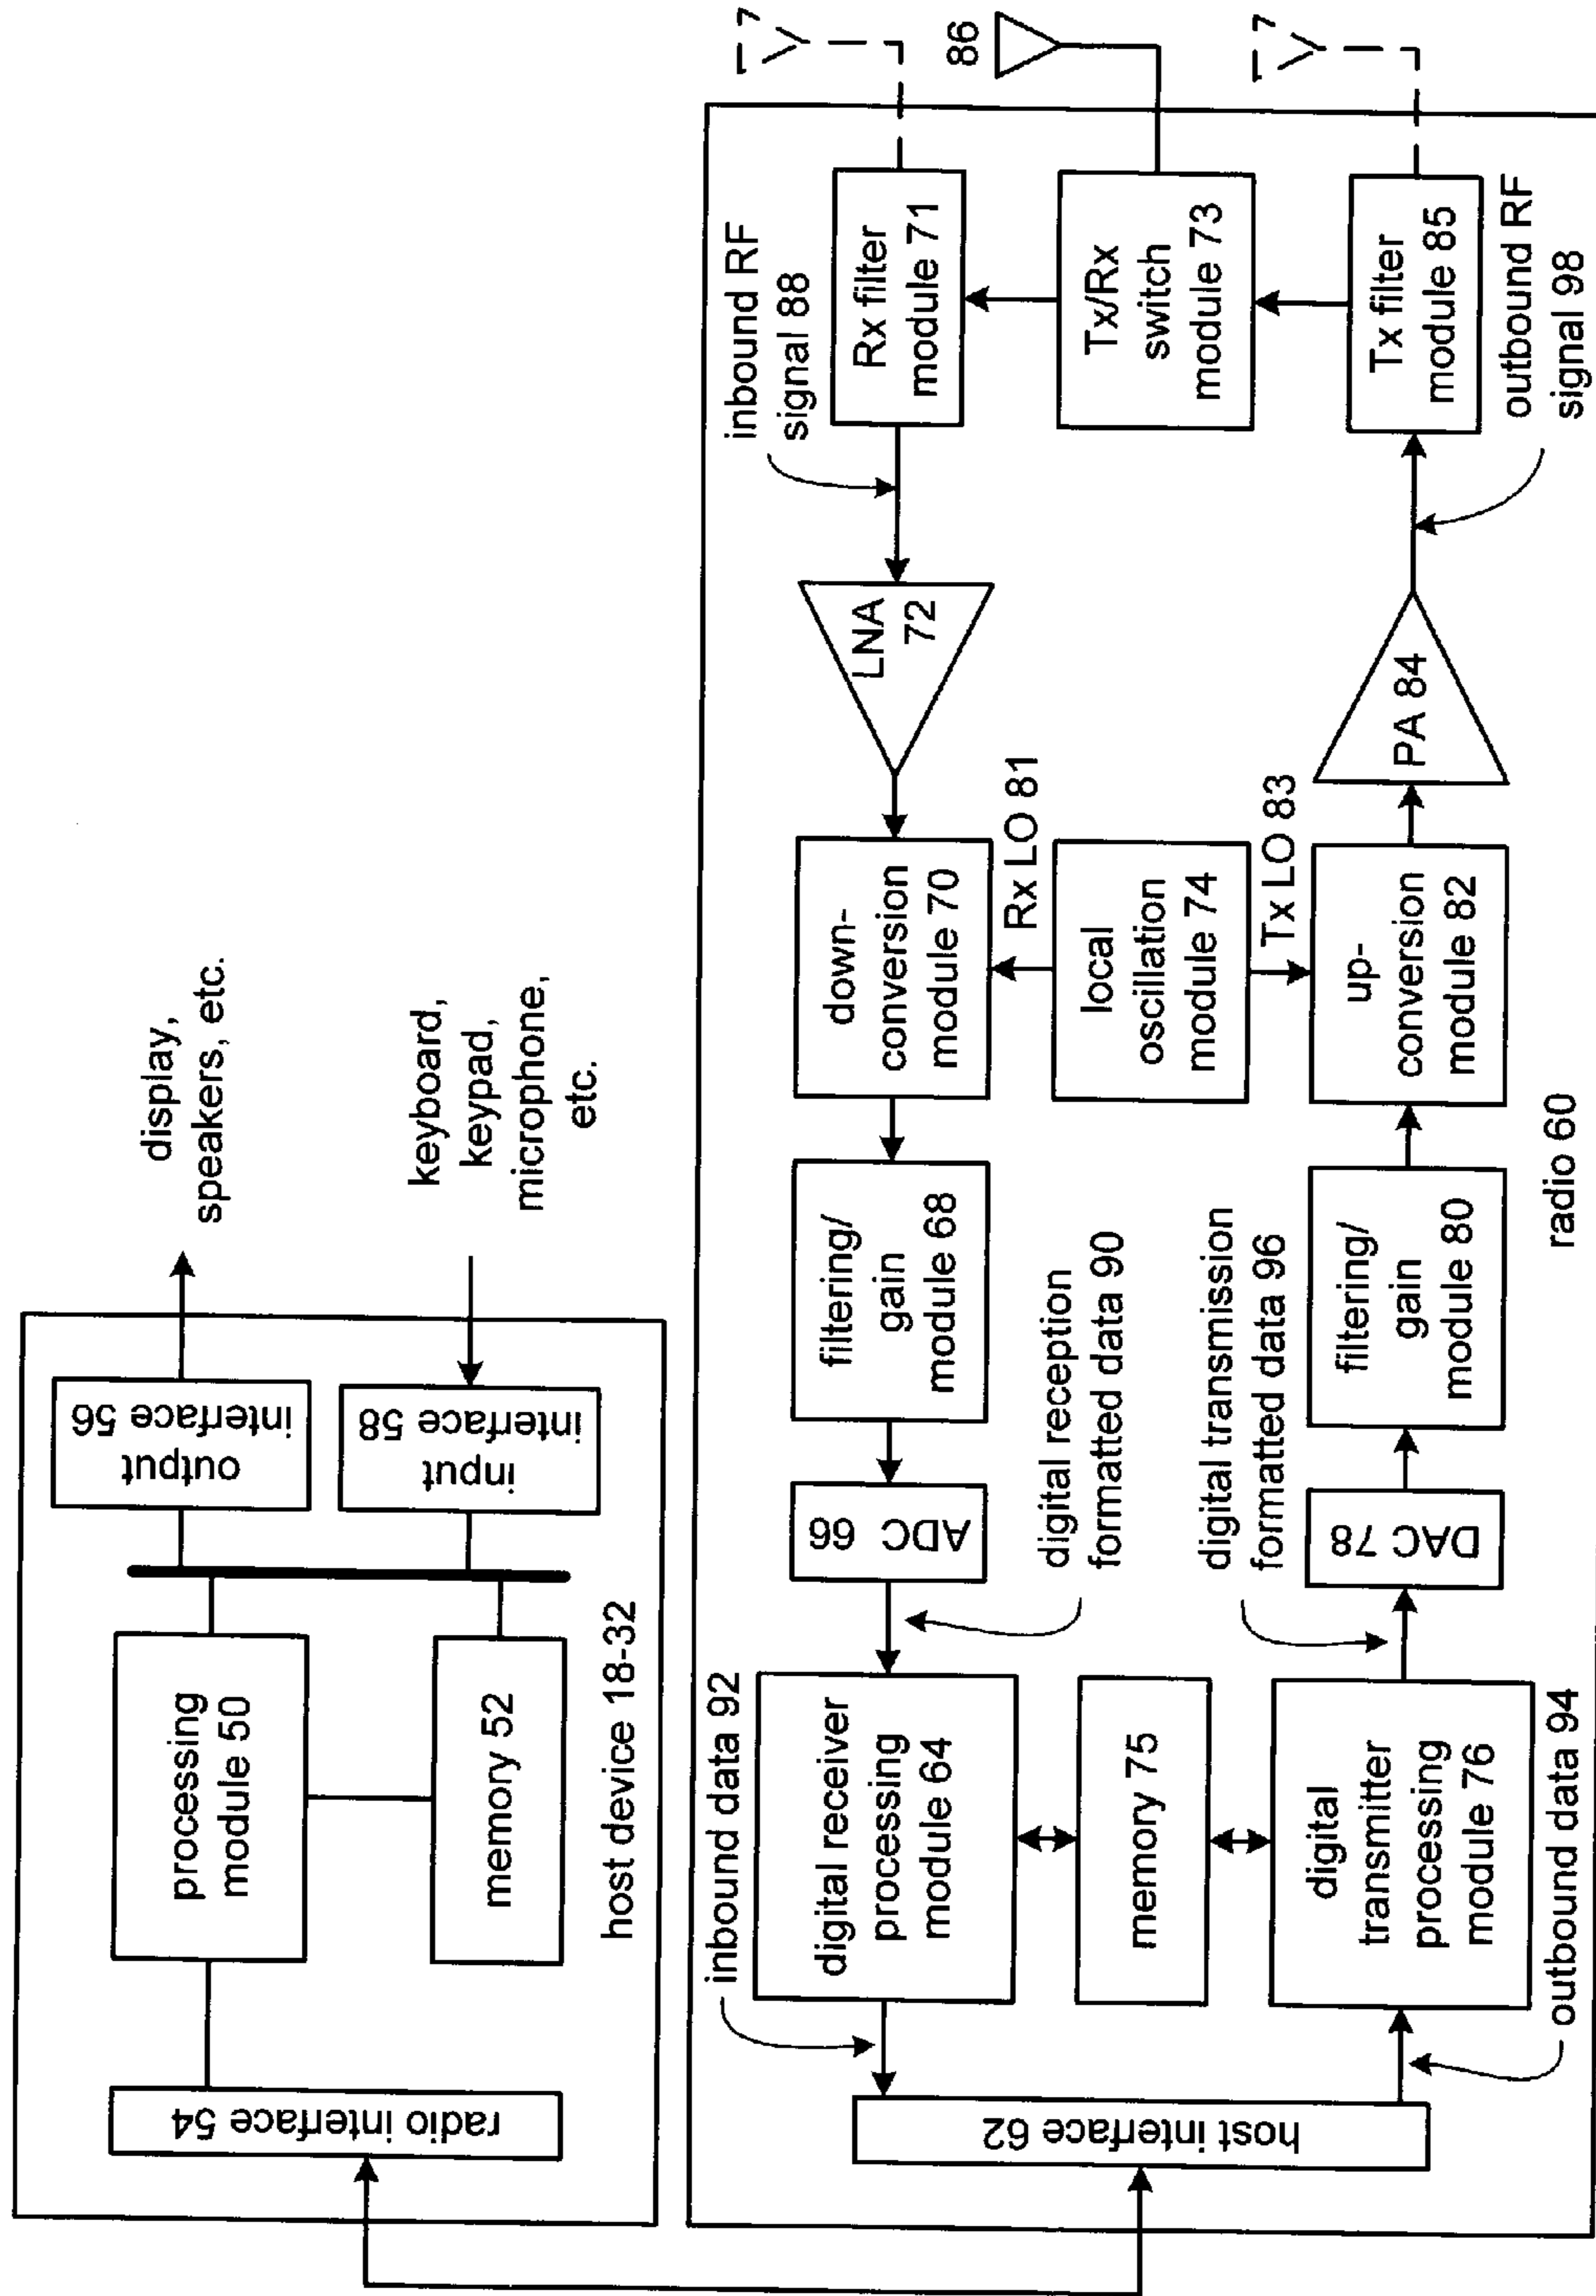 display,
speakers, etc.
keyboard,
keypad,
microphone,
etc.
output
interface 56
input
interface 58
processing
module 50
memory 52
radio interface 54
host device 18-32
inbound data 92
digital receiver
processing
module 64
ADC 66
filtering/
gain
module 68
down-
conversion
module 70
LNA
72
inbound RF
signal 88
Rx filter
module 71
86
digital reception
formatted data 90
Rx LO 81
host interface 62
memory 75
local
oscillation
module 74
Tx/Rx
switch
module 73
digital transmission
formatted data 96
Tx LO 83
digital
transmitter
processing
module 76
DAC 78
filtering/
gain
module 80
up-
conversion
module 82
PA 84
Tx filter
module 85
outbound data 94
radio 60
outbound RF
signal 98